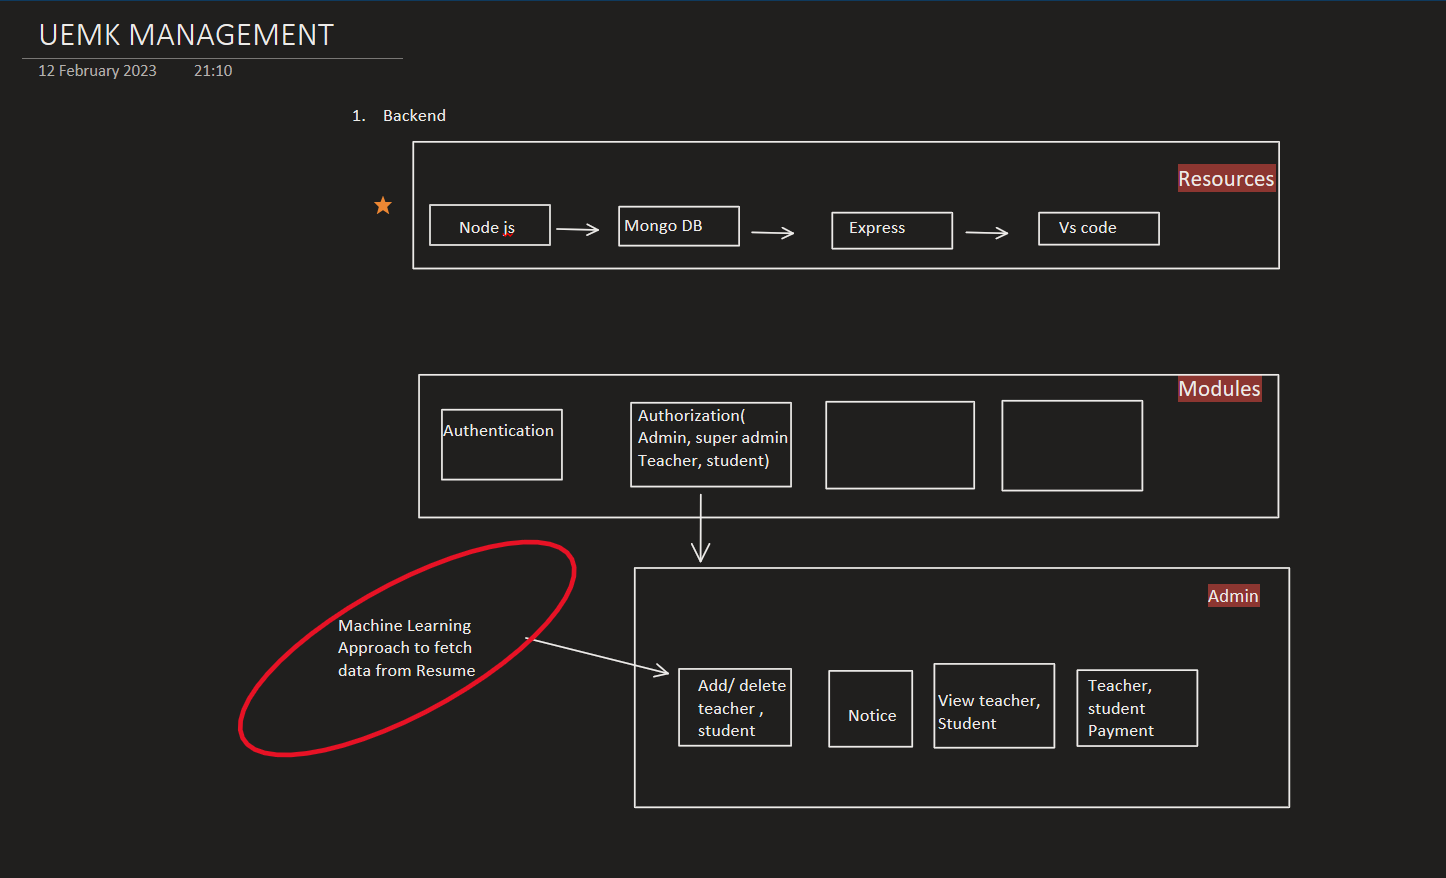 UEMK MANAGEMENT
12 February 2023 21:10
1. Backend
Resources
Node js
Mongo DB
Express
Vs code
Modules
Authentication
Authorization(
Admin, super admin
Teacher, student)
Admin
Machine Learning
Approach to fetch
data from Resume
Add/ delete
teacher ,
student
Notice
View teacher,
Student
Teacher,
student
Payment